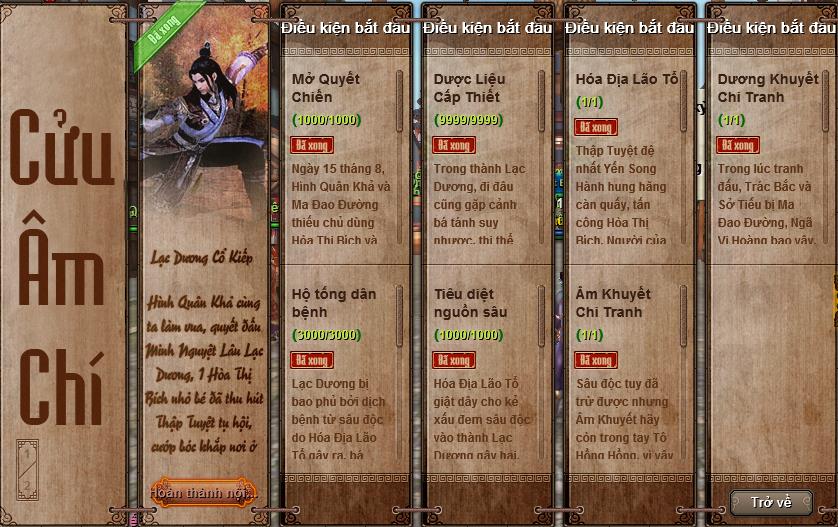 Cửu
Âm
Chí
1
2
Đã xong
Lạc Dương Cổ Kiếp
Hình Quân Khả cùng
ta làm vua, quyết đấu
Minh Nguyệt Lâu Lạc
Dương, 1 Hòa Thị
Bích nhỏ bé đã thu hút
Thập Tuyệt tụ hội,
cướp bóc khắp nơi ở
Hoàn thành nội..
Điều kiện bắt đầu
Mở Quyết
Chiến
(1000/1000)
Đã xong
Ngày 15 tháng 8,
Hình Quân Khả và
Ma Đao Đường
thiếu chủ dùng
Hòa Thị Bích và
Hộ tống dân
bệnh
(3000/3000)
Đã xong
Lạc Dương bị
bao phủ bởi dịch
bệnh từ sâu độc
do Hóa Địa Lão
Tổ gây ra, bá
Điều kiện bắt đầu
Dược Liệu
Cấp Thiết
(9999/9999)
Đã xong
Trong thành Lạc
Dương, đi đâu
cũng gặp cảnh
bá tánh suy
nhược, thi thể
Tiêu diệt
nguồn sâu
(1000/1000)
Đã xong
Hóa Địa Lão Tổ
giật dây cho kẻ
xấu đem sâu độc
vào thành Lạc
Dương gây hại,
Điều kiện bắt đầu
Hóa Địa Lão Tổ
(1/1)
Đã xong
Thập Tuyệt đệ
nhất Yến Song
Hành hung hăng
càn quấy, tấn
công Hòa Thị
Bích. Người của
Âm Khuyết
Chi Tranh
(1/1)
Đã xong
Sâu độc tuy đã
trừ được nhưng
Âm Khuyết hãy
còn trong tay Tô
Hồng Hồng, vì vậy
Điều kiện bắt đầu
Dương Khuyết
Chi Tranh
(1/1)
Đã xong
Trong lúc tranh
đấu, Trác Bắc và
Sở Tiếu bị Ma
Đao Đường, Ngã
Vi Hoàng bao vây,
Trở về